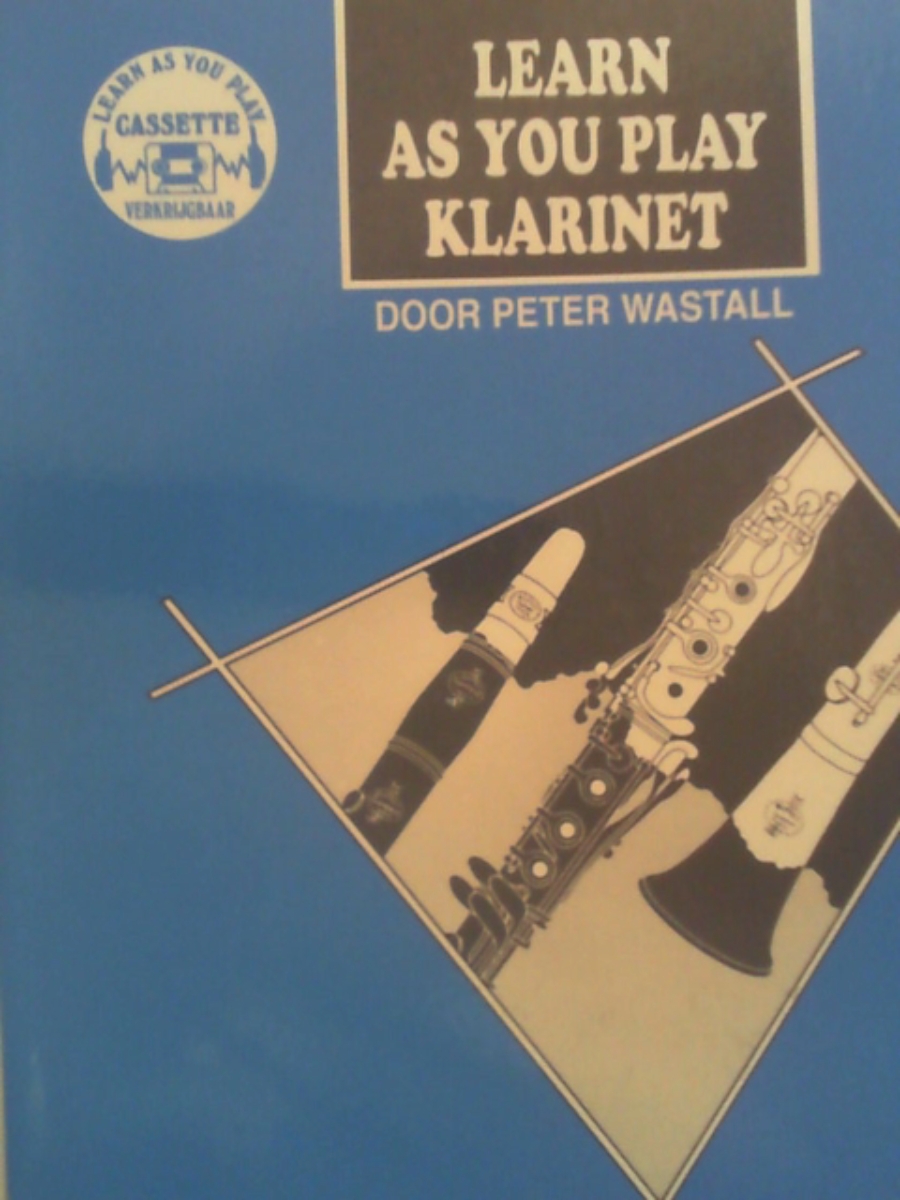 LEARN AS YOU PLAY
CASSETTE
VERKRIJGBAAR
LEARN
AS YOU PLAY
KLARINET
DOOR PETER WASTALL